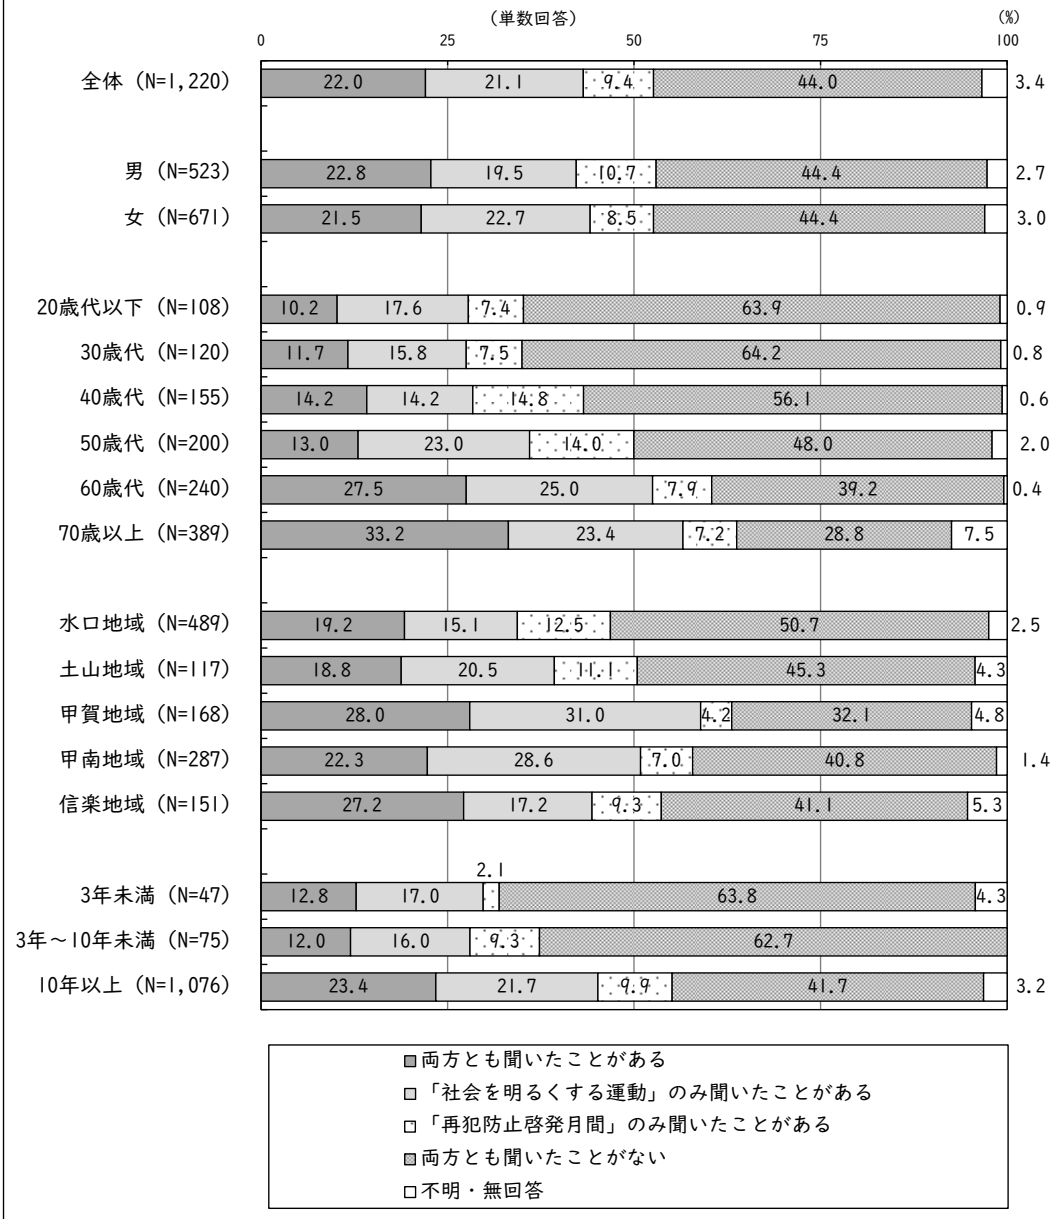 (単数回答) (%)
0 25 50 75 100
全体 (N=1,220) 22.0 21.1 9.4 44.0 3.4
男 (N=523) 22.8 19.5 10.7 44.4 2.7
女 (N=671) 21.5 22.7 8.5 44.4 3.0
20歳代以下 (N=108) 10.2 17.6 7.4 63.9 0.9
30歳代 (N=120) 11.7 15.8 7.5 64.2 0.8
40歳代 (N=155) 14.2 14.2 14.8 56.1 0.6
50歳代 (N=200) 13.0 23.0 14.0 48.0 2.0
60歳代 (N=240) 27.5 25.0 7.9 39.2 0.4
70歳以上 (N=389) 33.2 23.4 7.2 28.8 7.5
水口地域 (N=489) 19.2 15.1 12.5 50.7 2.5
土山地域 (N=117) 18.8 20.5 11.1 45.3 4.3
甲賀地域 (N=168) 28.0 31.0 4.2 32.1 4.8
甲南地域 (N=287) 22.3 28.6 7.0 40.8 1.4
信楽地域 (N=151) 27.2 17.2 9.3 41.1 5.3
3年未満 (N=47) 12.8 17.0 2.1 63.8 4.3
3年～10年未満 (N=75) 12.0 16.0 9.3 62.7
10年以上 (N=1,076) 23.4 21.7 9.9 41.7 3.2
両方とも聞いたことがある
「社会を明るくする運動」のみ聞いたことがある
「再犯防止啓発月間」のみ聞いたことがある
両方とも聞いたことがない
不明・無回答